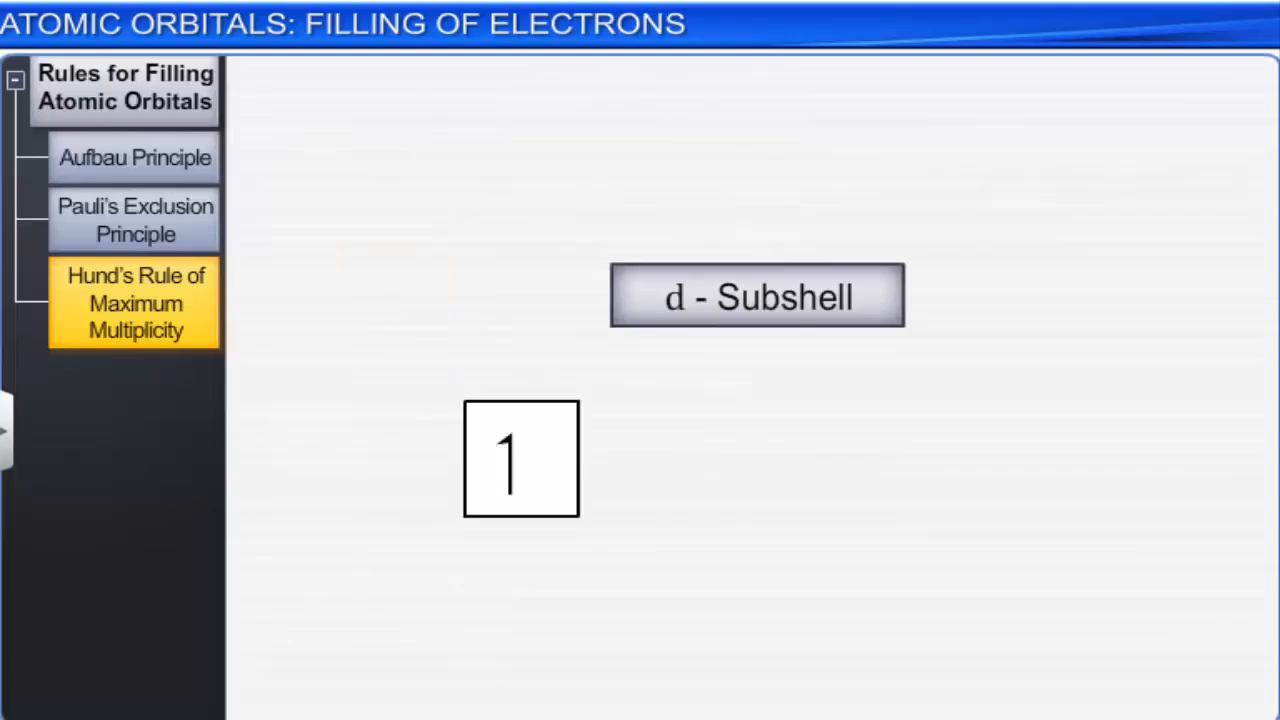 ATOMIC ORBITALS: FILLING OF ELECTRONS
Rules for Filling
Atomic Orbitals
Aufbau Principle
Pauli's Exclusion
Principle
Hund's Rule of
Maximum
Multiplicity
d - Subshell
↿